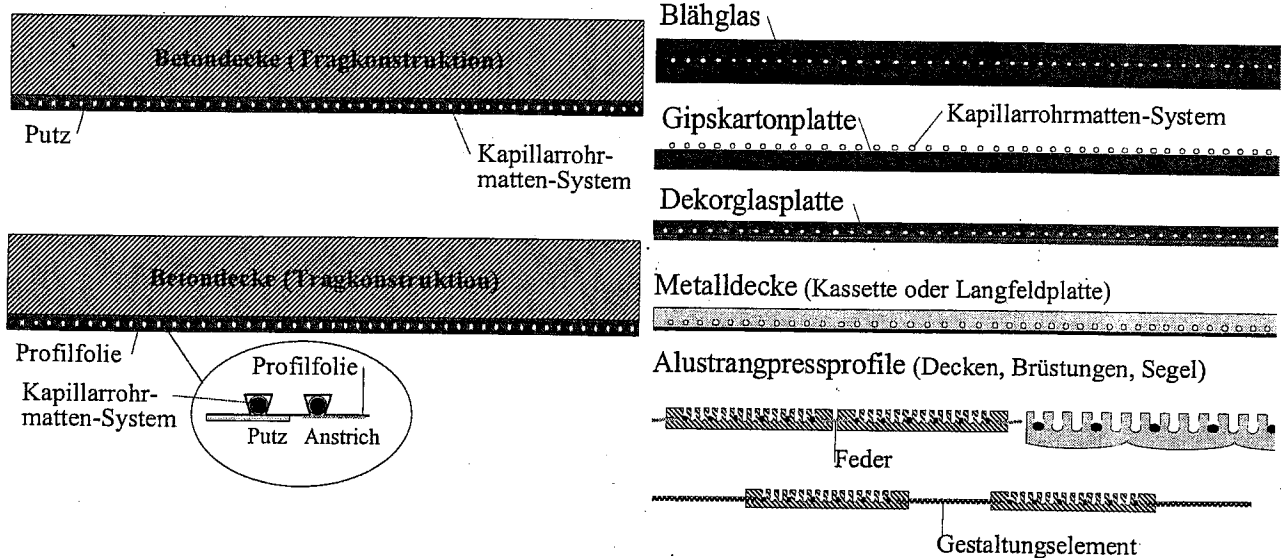 Betondecke (Tragkonstruktion)
Putz
Kapillarrohr-
matten-System
Betondecke (Tragkonstruktion)
Profilfolie
Kapillarrohr-
matten-System
Profilfolie
Putz
Anstrich
Blähglas
Gipskartonplatte
Kapillarrohrmatten-System
Dekorglasplatte
Metalldecke (Kassette oder Langfeldplatte)
Alustrangpressprofile (Decken, Brüstungen, Segel)
Feder
Gestaltungselement